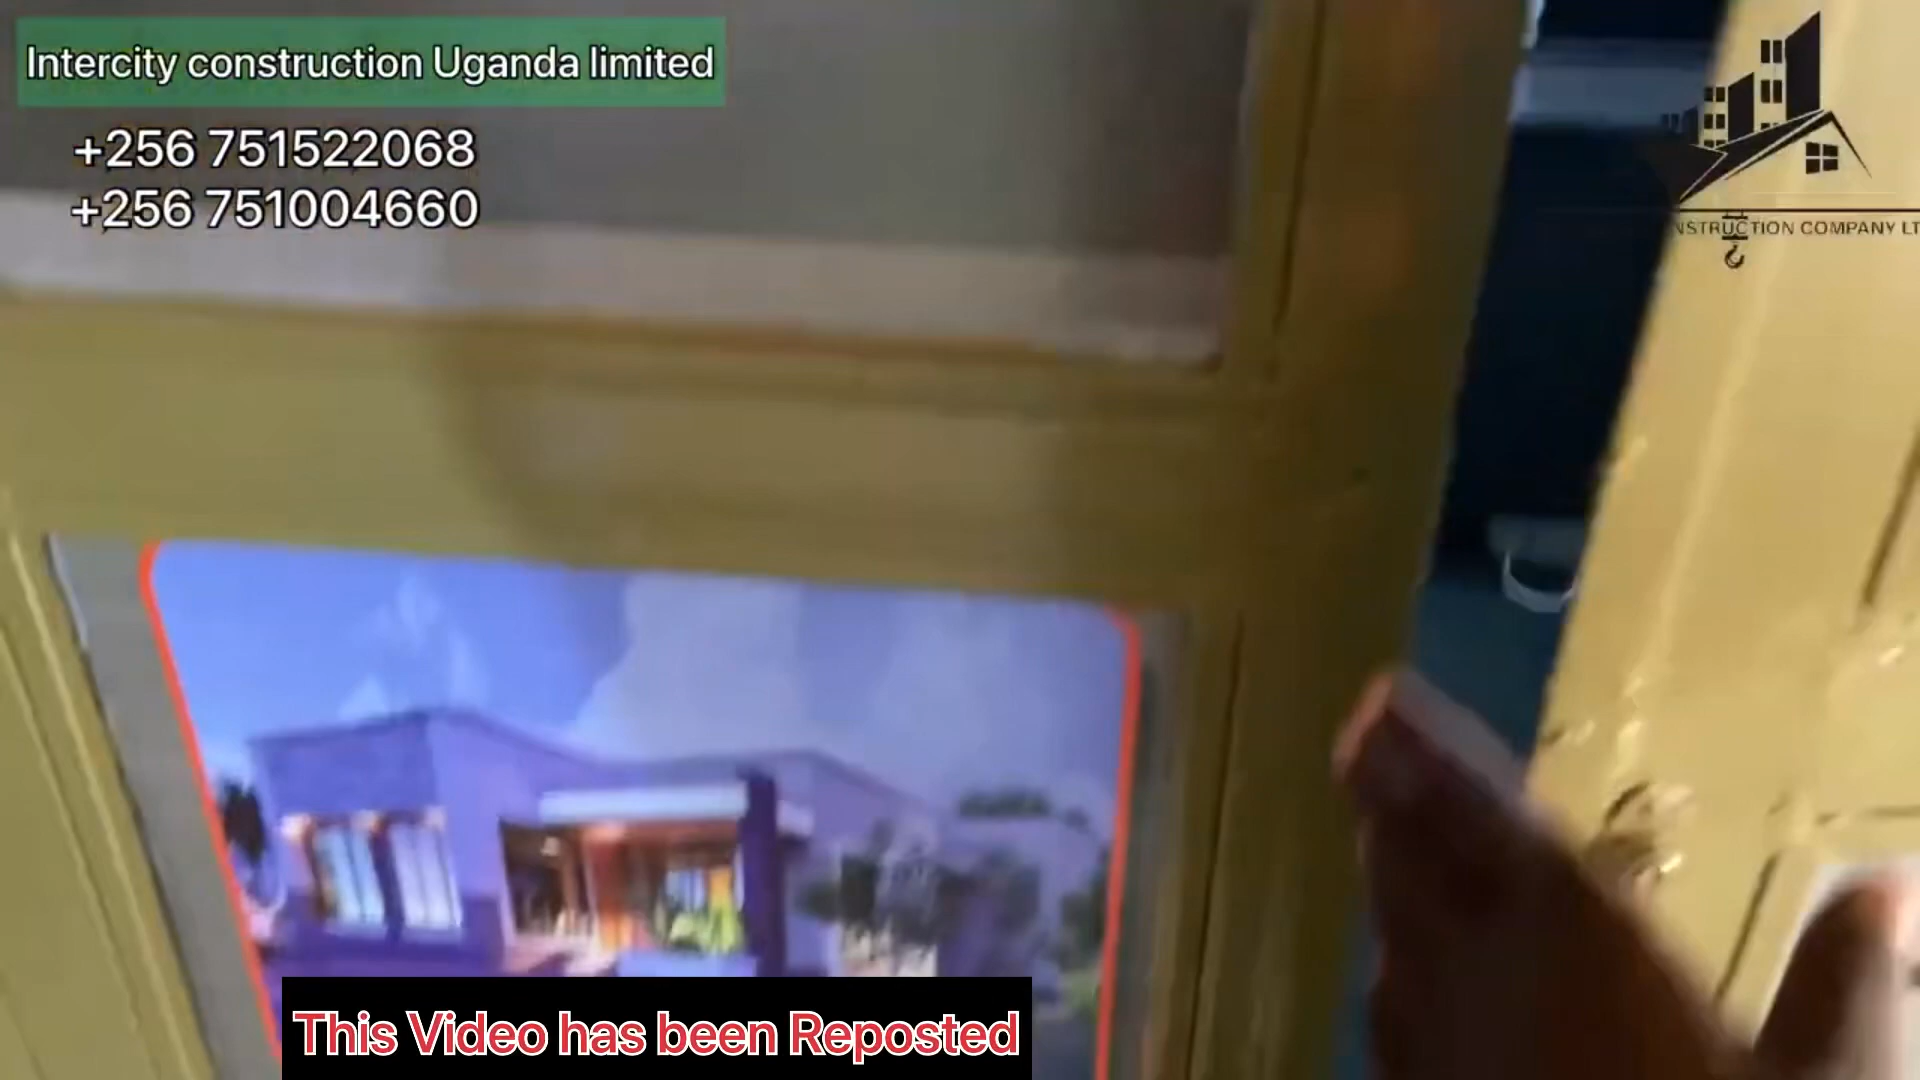 Intercity construction Uganda limited
+256 751522068
+256 751004660
NSTRUCTION COMPANY LT
This Video has been Reposted